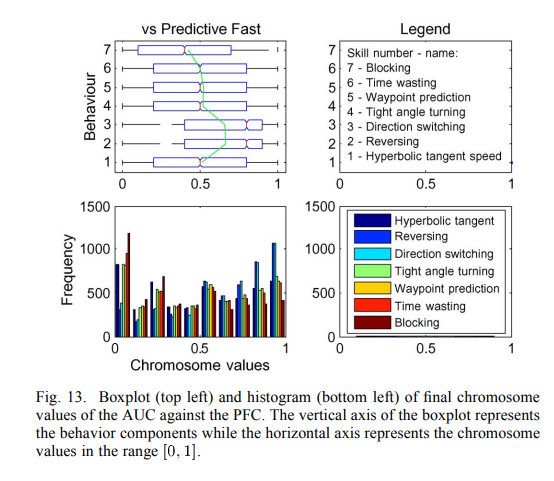 vs Predictive Fast
Behaviour
7
6
5
4
3
2
1
0
0.5
1
Legend
7
6
5
4
3
2
1
Skill number - name:
7 - Blocking
6 - Time wasting
5 - Waypoint prediction
4 - Tight angle turning
3 - Direction switching
2 - Reversing
1 - Hyperbolic tangent speed
0
0.5
1
Frequency
1500
1000
500
0
0
0.5
1
Chromosome values
1500
1000
500
0
Hyperbolic tangent
Reversing
Direction switching
Tight angle turning
Waypoint prediction
Time wasting
Blocking
0
0.5
1
Fig. 13. Boxplot (top left) and histogram (bottom left) of final chromosome
values of the AUC against the PFC. The vertical axis of the boxplot represents
the behavior components while the horizontal axis represents the chromosome
values in the range [0, 1].